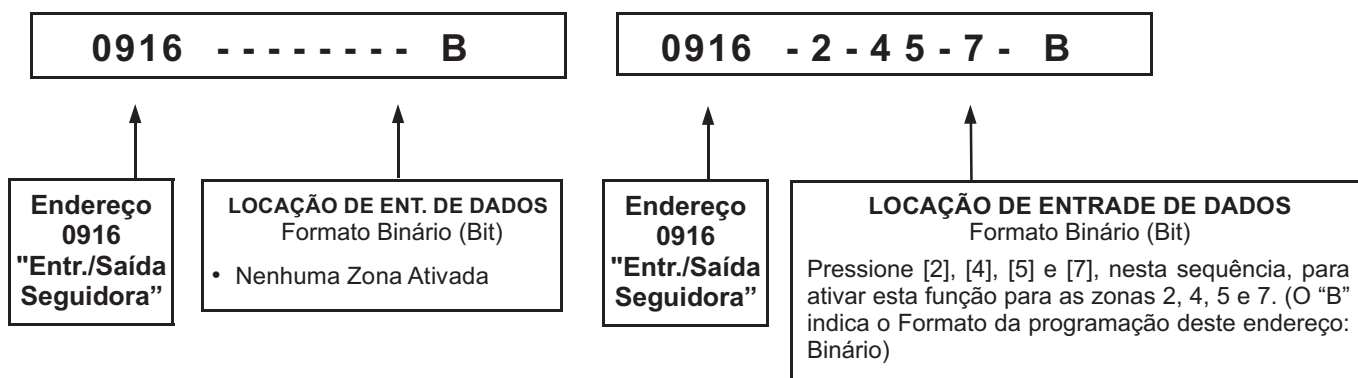 0916 - - - - - - - - B
0916 - 2 - 4 5 - 7 - B
Endereço
0916
"Entr./Saída
Seguidora”
LOCAÇÃO DE ENT. DE DADOS
Formato Binário (Bit)
• Nenhuma Zona Ativada
Endereço
0916
"Entr./Saída
Seguidora”
LOCAÇÃO DE ENTRADE DE DADOS
Formato Binário (Bit)
Pressione [2], [4], [5] e [7], nesta sequência, para
ativar esta função para as zonas 2, 4, 5 e 7. (O “B”
indica o Formato da programação deste endereço:
Binário)